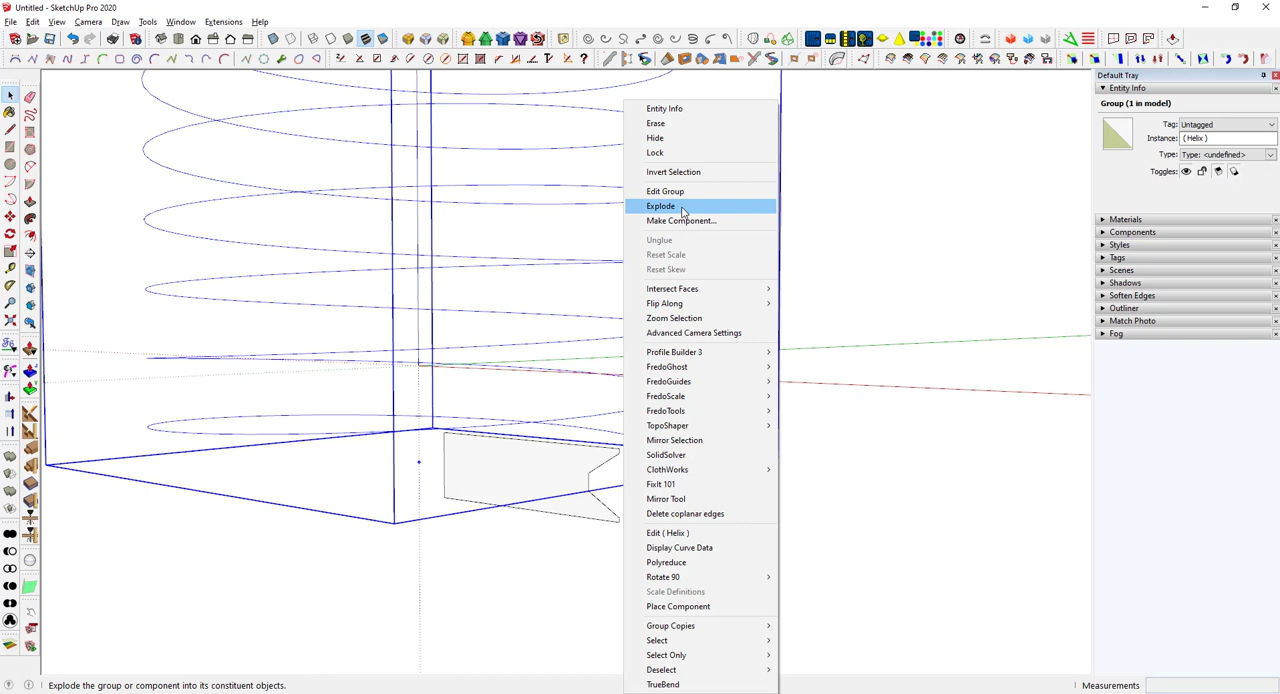 Untitled - SketchUp Pro 2020
File Edit View Camera Draw Tools Window Extensions Help
Entity Info
Erase
Hide
Lock
Invert Selection
Edit Group
Explode
Make Component...
Unglue
Reset Scale
Reset Skew
Intersect Faces
Flip Along
Zoom Selection
Advanced Camera Settings
Profile Builder 3
FredoGhost
FredoGuides
FredoScale
FredoTools
TopoShaper
Mirror Selection
SolidSolver
ClothWorks
FixIt 101
Mirror Tool
Delete coplanar edges
Edit ( Helix )
Display Curve Data
Polyreduce
Rotate 90
Scale Definitions
Place Component
Group Copies
Select
Select Only
Deselect
TrueBend
Default Tray
Entity Info
Group (1 in model)
Tag: Untagged
Instance: ( Helix )
Type: Type: <undefined>
Toggles:
Materials
Components
Styles
Tags
Scenes
Shadows
Soften Edges
Outliner
Match Photo
Fog
Explode the group or component into its constituent objects.
Measurements